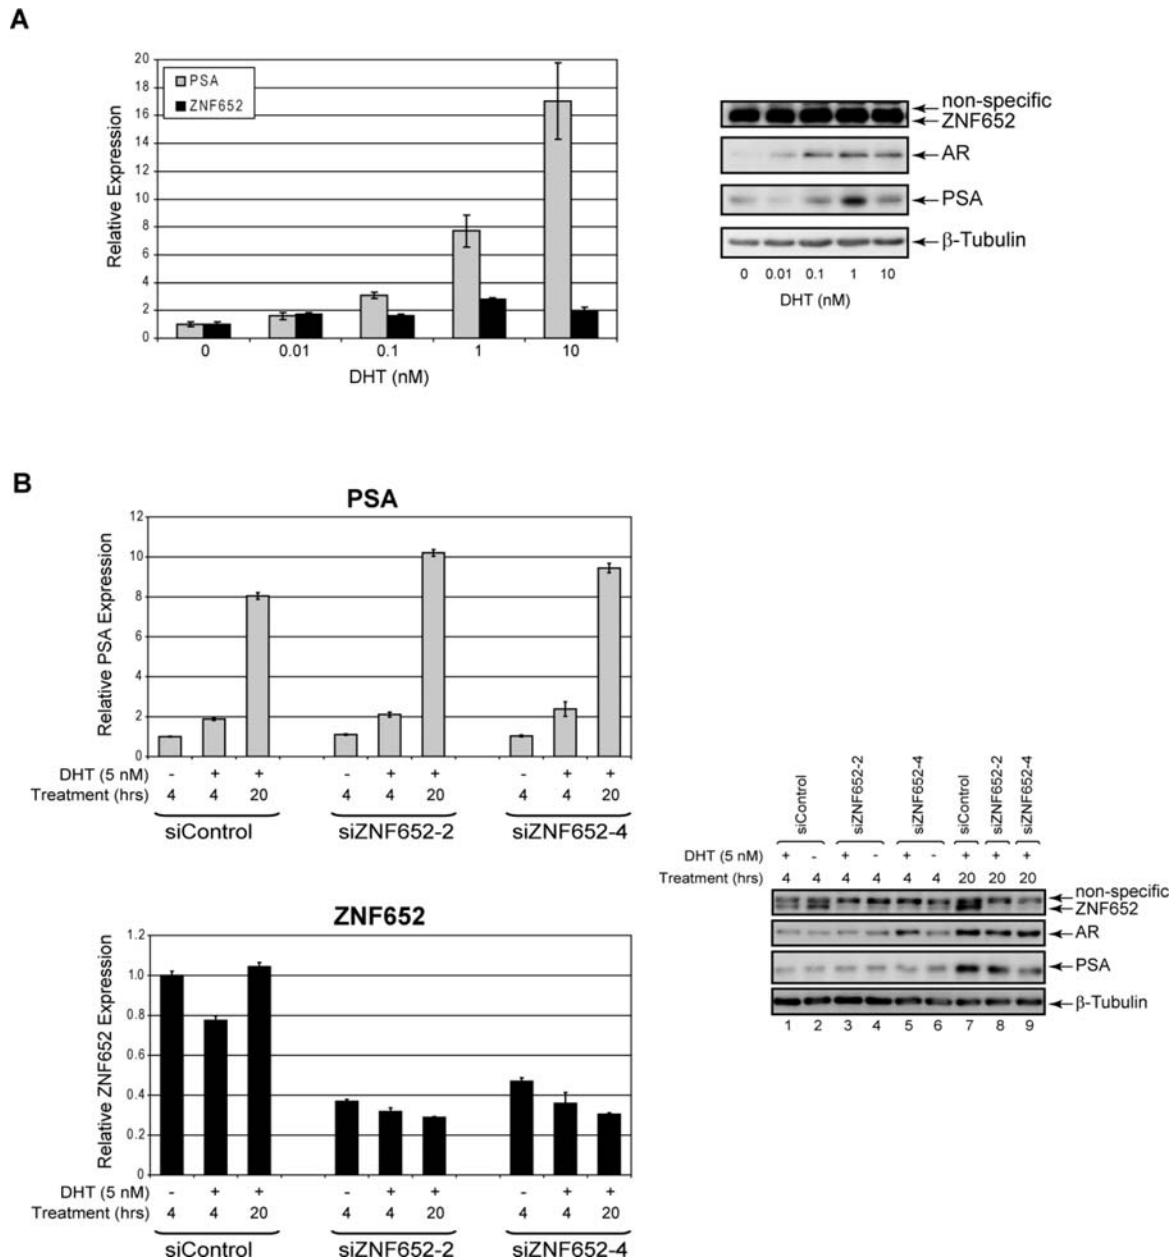 A
20
18
16
14
12
10
8
6
4
2
0
Relative Expression
PSA
ZNF652
0 0.01 0.1 1 10
DHT (nM)
non-specific
ZNF652
AR
PSA
β-Tubulin
0 0.01 0.1 1 10
DHT (nM)
B
PSA
12
10
8
6
4
2
0
Relative PSA Expression
DHT (5 nM) - + + - + + - + +
Treatment (hrs) 4 4 20 4 4 20 4 4 20
siControl siZNF652-2 siZNF652-4
ZNF652
1.2
1.0
0.8
0.6
0.4
0.2
0
Relative ZNF652 Expression
DHT (5 nM) - + + - + + - + +
Treatment (hrs) 4 4 20 4 4 20 4 4 20
siControl siZNF652-2 siZNF652-4
siControl siZNF652-2 siZNF652-4 siControl siZNF652-2 siZNF652-4
DHT (5 nM) + - + - + - + + +
Treatment (hrs) 4 4 4 4 4 4 20 20 20
non-specific
ZNF652
AR
PSA
β-Tubulin
1 2 3 4 5 6 7 8 9